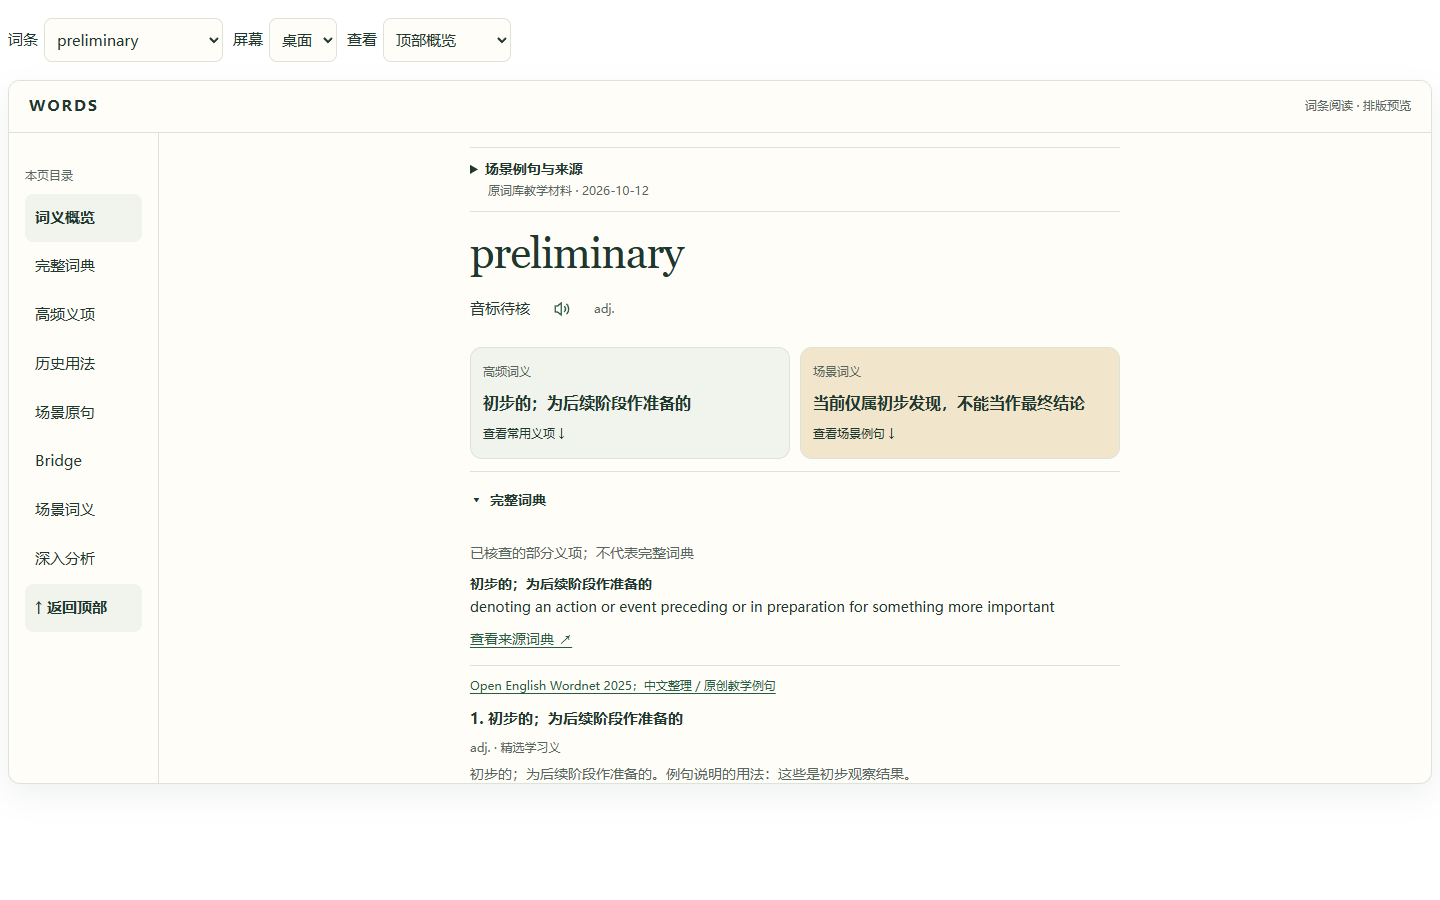 词条 preliminary 屏幕 桌面 查看 顶部概览
WORDS
词条阅读 · 排版预览
本页目录
词义概览
完整词典
高频义项
历史用法
场景原句
Bridge
场景词义
深入分析
↑ 返回顶部
▶ 场景例句与来源
原词库教学材料 · 2026-10-12
preliminary
音标待核 adj.
高频词义
初步的；为后续阶段作准备的
查看常用义项 ↓
场景词义
当前仅属初步发现，不能当作最终结论
查看场景例句 ↓
▼ 完整词典
已核查的部分义项；不代表完整词典
初步的；为后续阶段作准备的
denoting an action or event preceding or in preparation for something more important
查看来源词典 ↗
Open English Wordnet 2025；中文整理 / 原创教学例句
1. 初步的；为后续阶段作准备的
adj. · 精选学习义
初步的；为后续阶段作准备的。例句说明的用法：这些是初步观察结果。